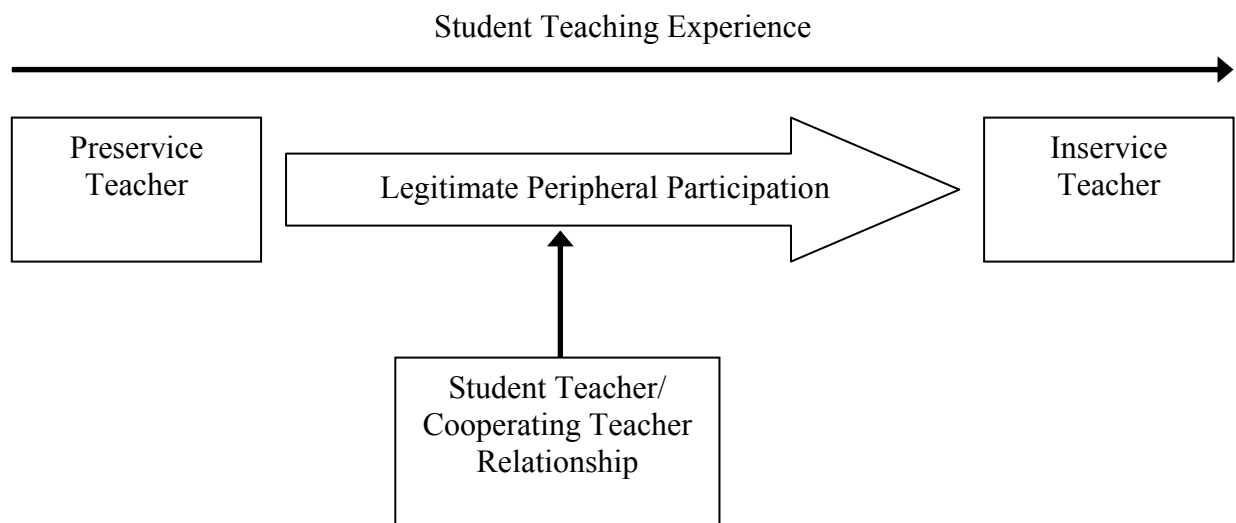 Student Teaching Experience
Preservice
Teacher
Legitimate Peripheral Participation
Inservice
Teacher
Student Teacher/
Cooperating Teacher
Relationship